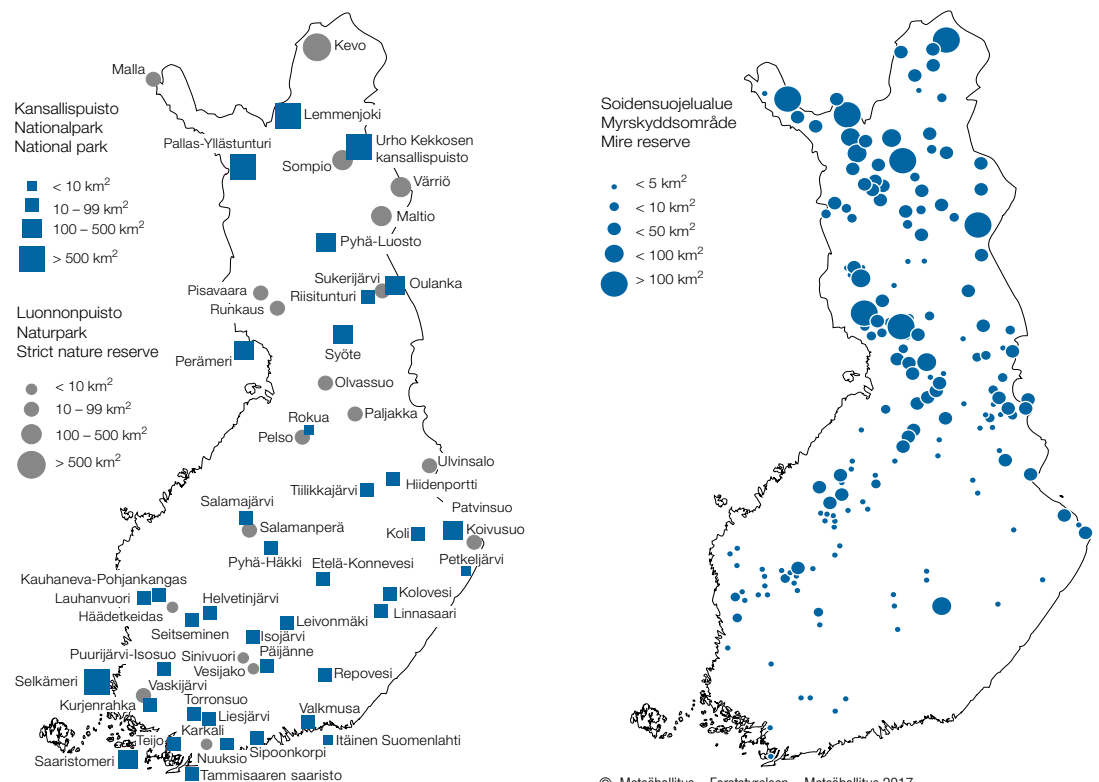 Kevo
Malla
Kansallispuisto
Nationalpark
National park
< 10 km2
10 – 99 km2
100 – 500 km2
> 500 km2
Luonnonpuisto
Naturpark
Strict nature reserve
< 10 km2
10 – 99 km2
100 – 500 km2
> 500 km2
Lemmenjoki
Pallas-Yllästunturi
Urho Kekkosen
kansallispuisto
Sompio
Värriö
Maltio
Pyhä-Luosto
Sukerijärvi
Oulanka
Pisavaara
Riisitunturi
Runkaus
Syöte
Perämeri
Olvassuo
Rokua
Paljakka
Pelso
Ulvinsalo
Hiidenportti
Tiilikkajärvi
Salamajärvi
Patvinsuo
Salamanperä
Koli
Koivusuo
Pyhä-Häkki
Etelä-Konnevesi
Petkeljärvi
Kauhaneva-Pohjankangas
Lauhanvuori
Helvetinjärvi
Kolovesi
Häädetkeidas
Linnasaari
Seitseminen
Leivonmäki
Isojärvi
Puurijärvi-Isosuo
Sinivuori
Päijänne
Vesijako
Repovesi
Selkämeri
Vaskijärvi
Kurjenrahka
Torronsuo
Liesjärvi
Valkmusa
Karkali
Teijo
Itäinen Suomenlahti
Sipoonkorpi
Nuuksio
Saaristomeri
Tammisaaren saaristo
Soidensuojelualue
Myrskyddsområde
Mire reserve
< 5 km2
< 10 km2
< 50 km2
< 100 km2
> 100 km2
© Metsähallitus – Forststyrelsen – Metsähallitus 2017